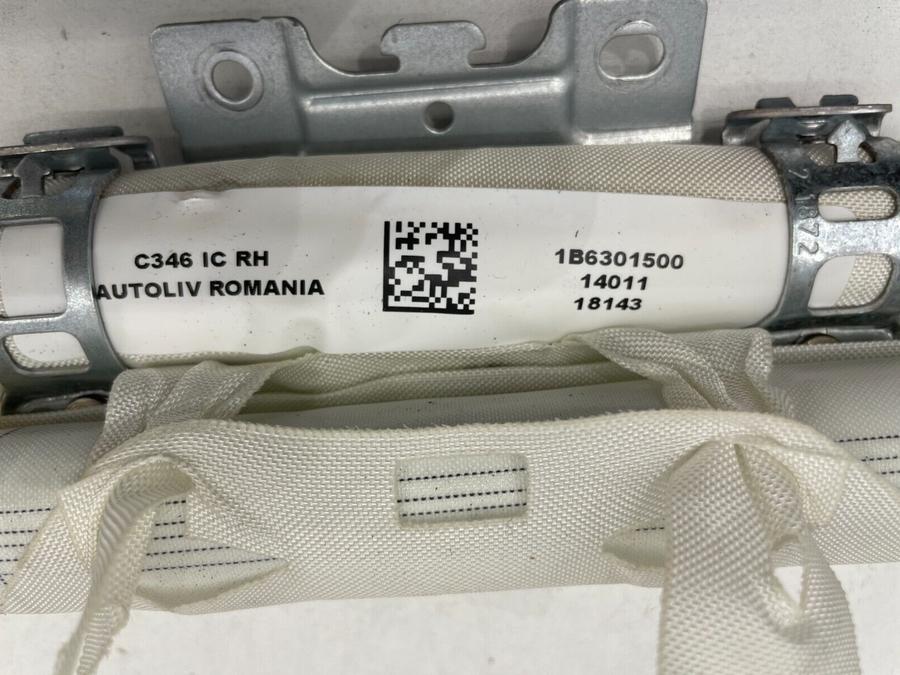 C346 IC RH
AUTOLIV ROMANIA
1B6301500
14011
18143